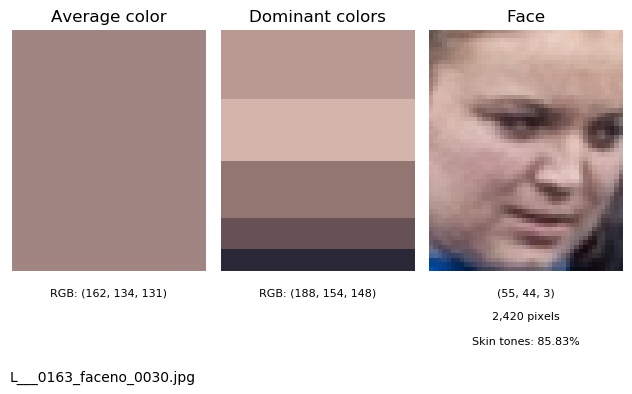 Average color
Dominant colors
Face
RGB: (162, 134, 131)
RGB: (188, 154, 148)
(55, 44, 3)
2,420 pixels
Skin tones: 85.83%
L___0163_faceno_0030.jpg